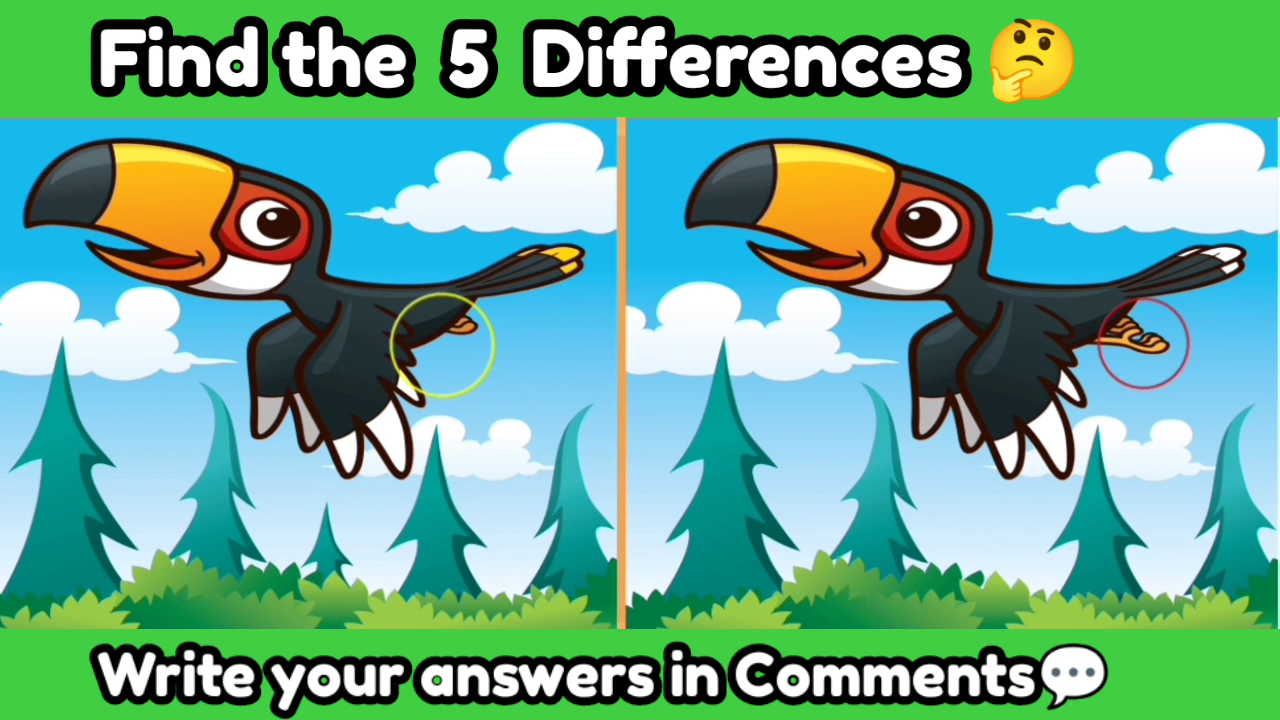 Find the 5 Differences 🤔
Write your answers in Comments💬